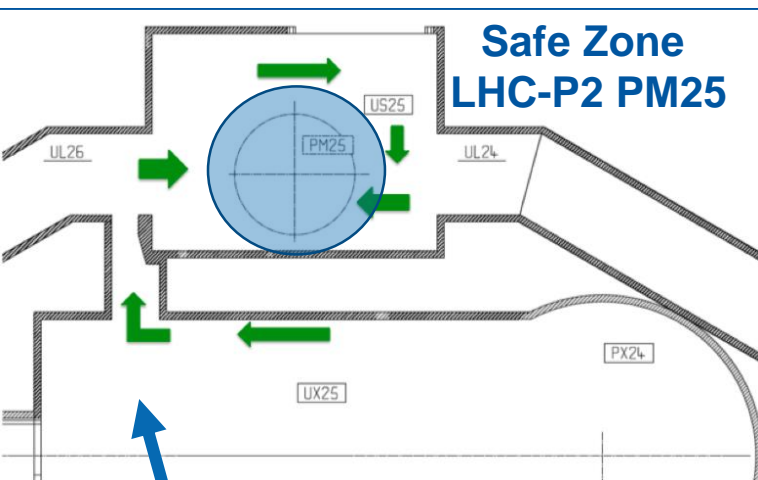 Safe Zone
LHC-P2 PM25
US25
PM25
UL26
UL24
PX24
UX25